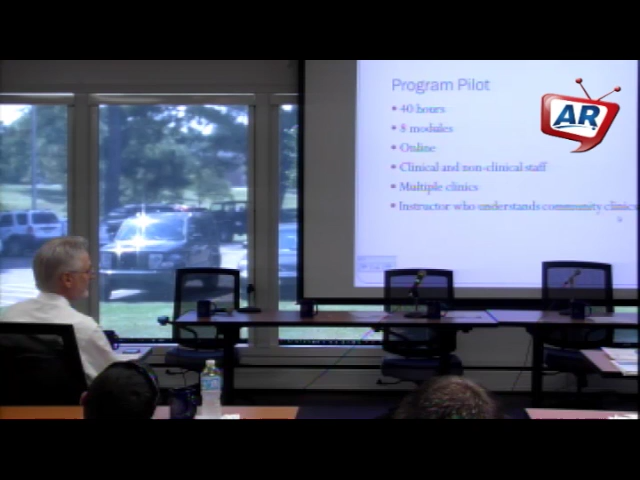 Program Pilot
AR
• 40 hours
• 8 modules
• Online
• Clinical and non-clinical staff
• Multiple clinics
• Instructor who understands community clinics